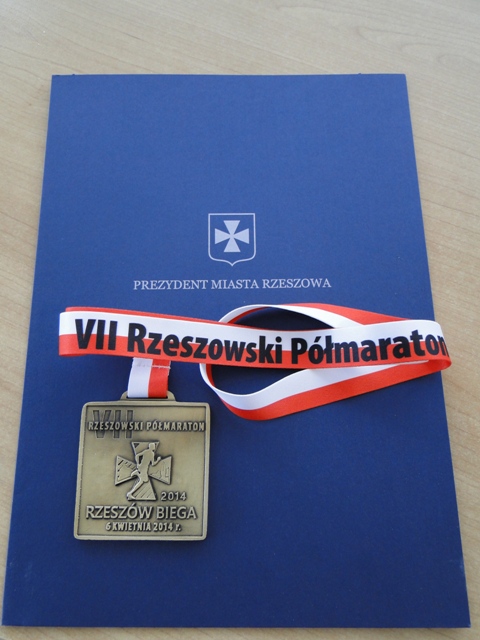 PREZYDENT MIASTA RZESZOWA
VII Rzeszowski Półmaraton
VII
RZESZOWSKI PÓŁMARATON
2014
RZESZÓW BIEGA
6 KWIETNIA 2014 r.